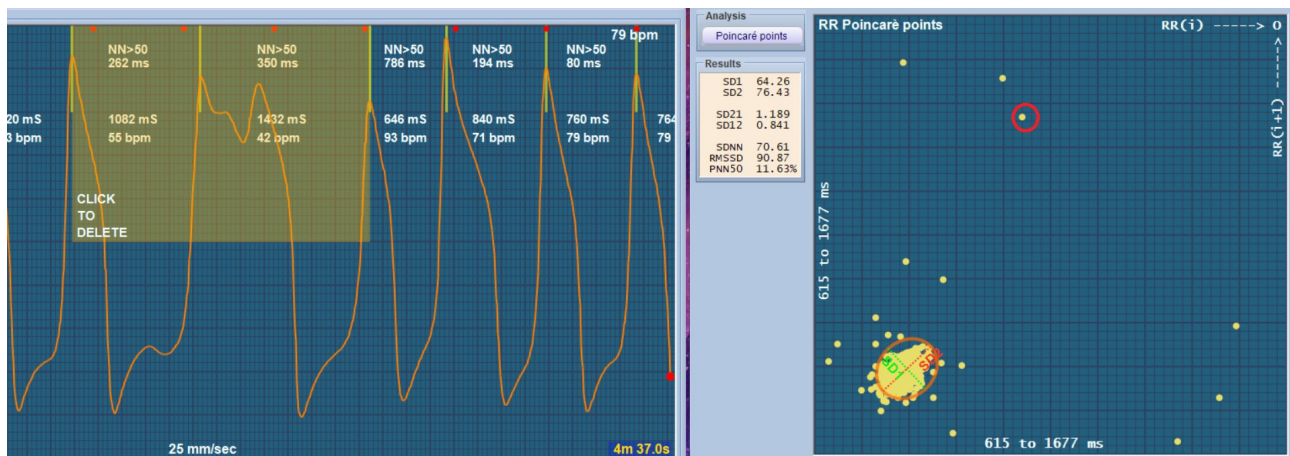 79 bpm
NN>50 NN>50 NN>50 NN>50 NN>50
262 ms 350 ms 786 ms 194 ms 80 ms
20 mS 1082 mS 1432 mS 646 mS 840 mS 760 mS 764
3 bpm 55 bpm 42 bpm 93 bpm 71 bpm 79 bpm 79
CLICK
TO
DELETE
25 mm/sec
4m 37.0s
Analysis
Poincaré points
Results
SD1 64.26
SD2 76.43
SD21 1.189
SD12 0.841
SDNN 70.61
RMSSD 90.87
PNN50 11.63%
RR Poincarè points
RR(i) -----> 0
RR(i+1) ----->
615 to 1677 ms
SD1
SD2
615 to 1677 ms